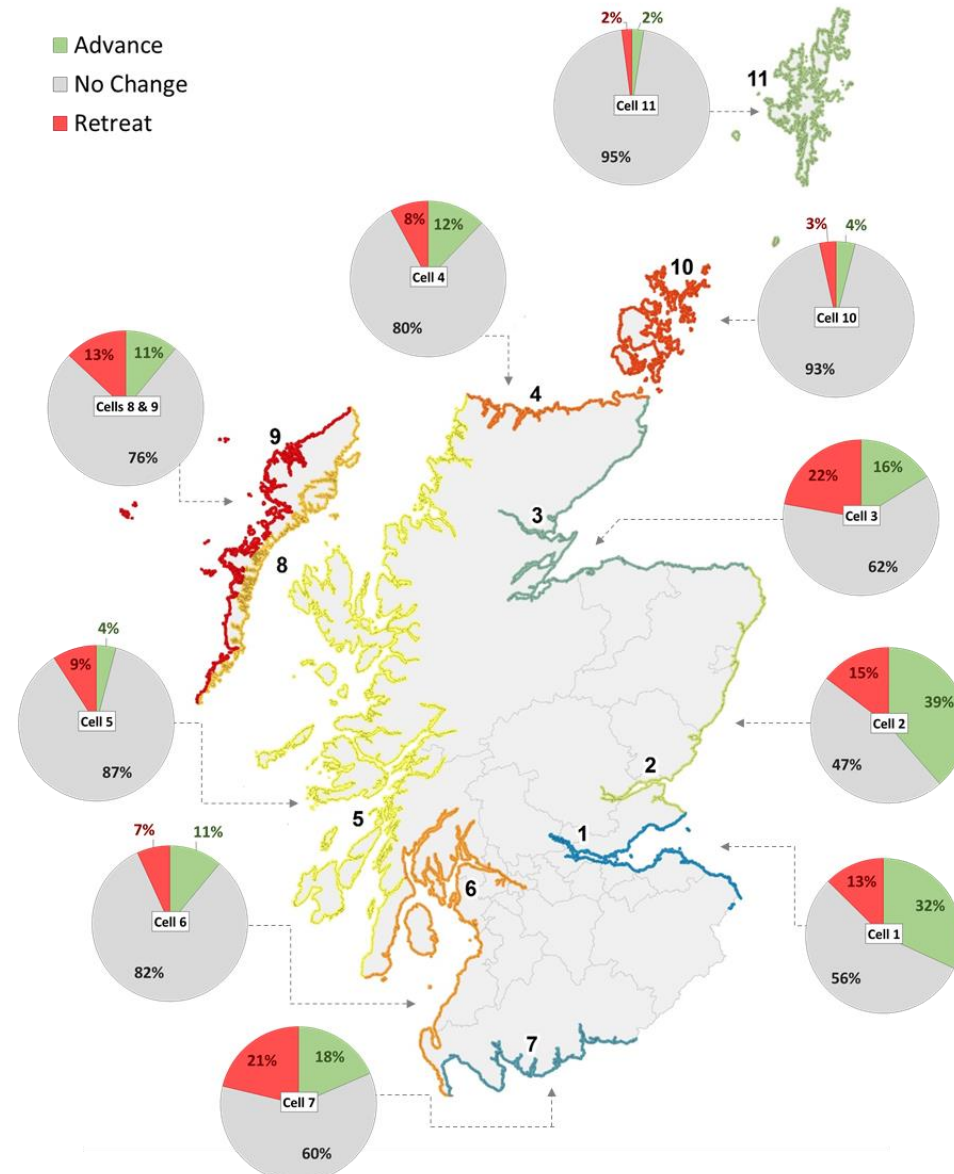 Advance
No Change
Retreat
2% 2%
Cell 11
95%
11
8% 12%
Cell 4
80%
10
3% 4%
Cell 10
93%
4
13% 11%
Cells 8 & 9
76%
9
8
3
22% 16%
Cell 3
62%
9% 4%
Cell 5
87%
5
15% 39%
Cell 2
47%
2
1
7% 11%
Cell 6
82%
6
13% 32%
Cell 1
56%
21% 18%
Cell 7
60%
7